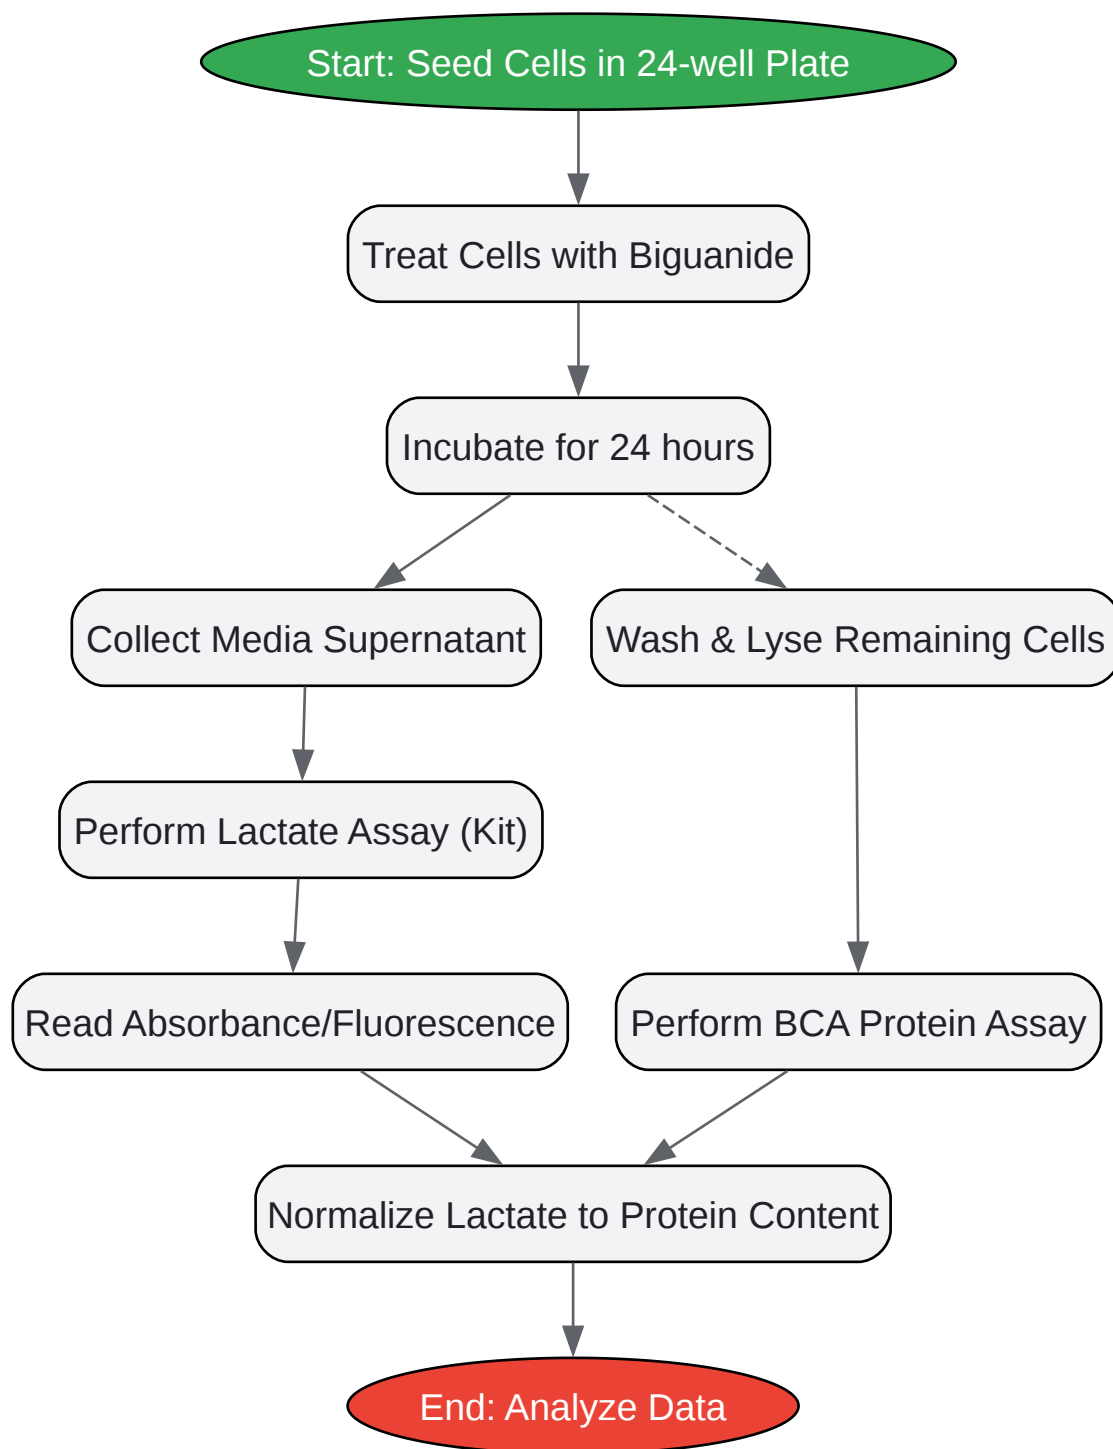 Start: Seed Cells in 24-well Plate
Treat Cells with Biguanide
Incubate for 24 hours
Collect Media Supernatant
Wash & Lyse Remaining Cells
Perform Lactate Assay (Kit)
Read Absorbance/Fluorescence
Perform BCA Protein Assay
Normalize Lactate to Protein Content
End: Analyze Data